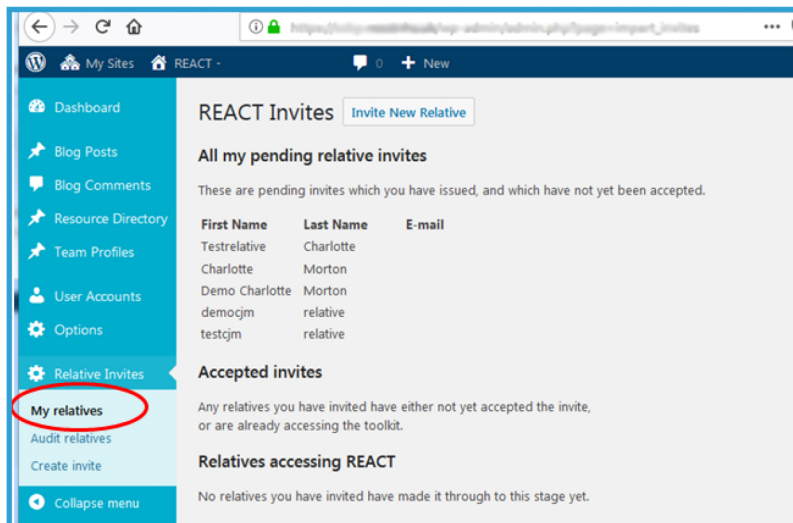 My Sites REACT - 0 + New
Dashboard
Blog Posts
Blog Comments
Resource Directory
Team Profiles
User Accounts
Options
Relative Invites
My relatives
Audit relatives
Create invite
Collapse menu
REACT Invites Invite New Relative
All my pending relative invites
These are pending invites which you have issued, and which have not yet been accepted.
First Name Last Name E-mail
Testrelative Charlotte
Charlotte Morton
Demo Charlotte Morton
democjm relative
testcjm relative
Accepted invites
Any relatives you have invited have either not yet accepted the invite,
or are already accessing the toolkit.
Relatives accessing REACT
No relatives you have invited have made it through to this stage yet.